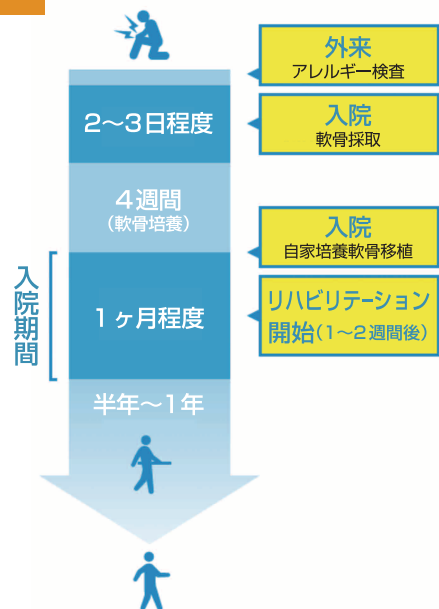 外来
アレルギー検査
2〜3日程度
入院
軟骨採取
4週間
(軟骨培養)
入院
自家培養軟骨移植
入院期間
1ヶ月程度
リハビリテーション
開始(1〜2週間後)
半年〜1年